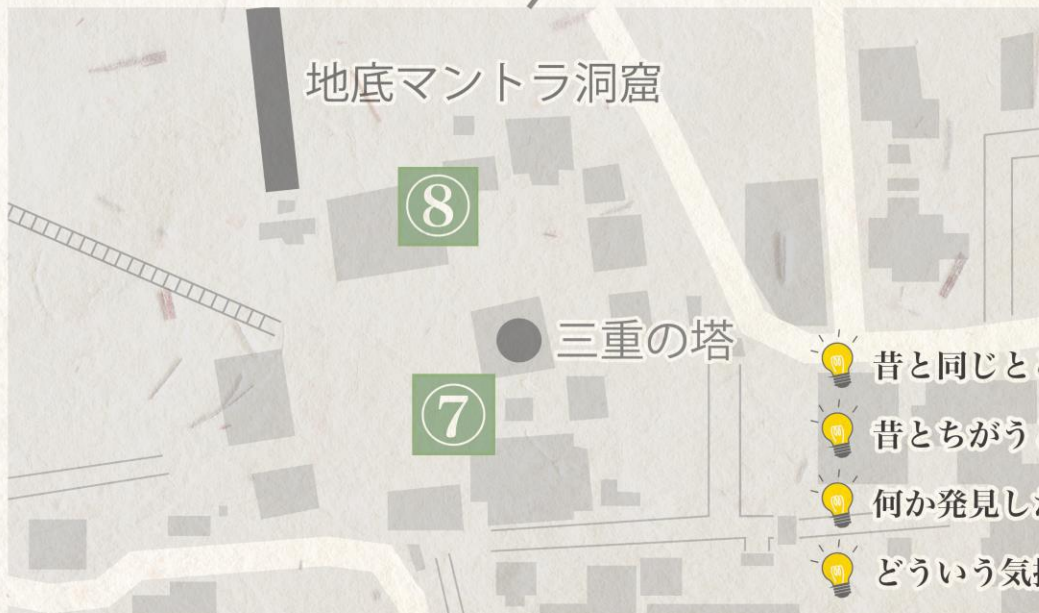 地底マントラ洞窟
⑧
三重の塔
⑦
昔と同じと
昔とちがう
何か発見し
どういう気